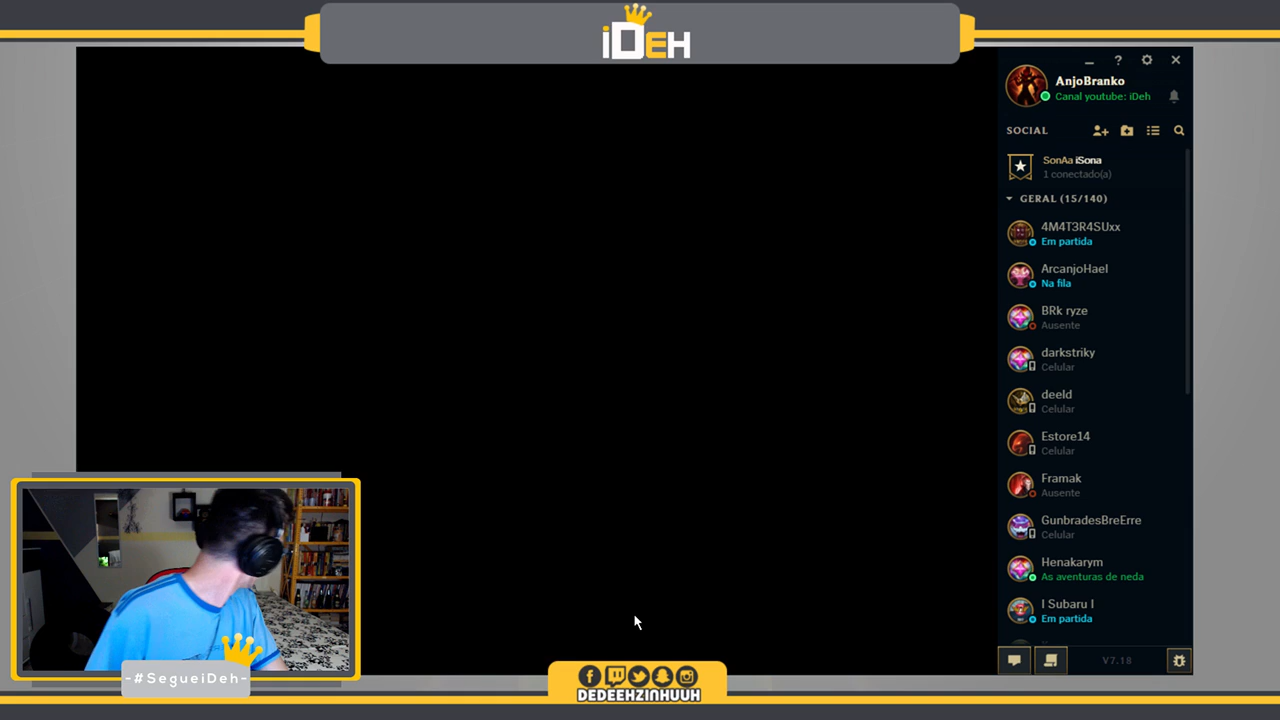 iDEH
AnjoBranko
Canal youtube: iDeh
SOCIAL
SonAa iSona
1 conectado(a)
GERAL (15/140)
4M4T3R4SUxx
Em partida
ArcanjoHael
Na fila
BRk ryze
Ausente
darkstriky
Celular
deeld
Celular
Estore14
Celular
Framak
Ausente
GunbradesBreErre
Celular
Henakarym
As aventuras de neda
I Subaru I
Em partida
V7.18
-#SegueiDeh-
DEDEEHZINHUUH